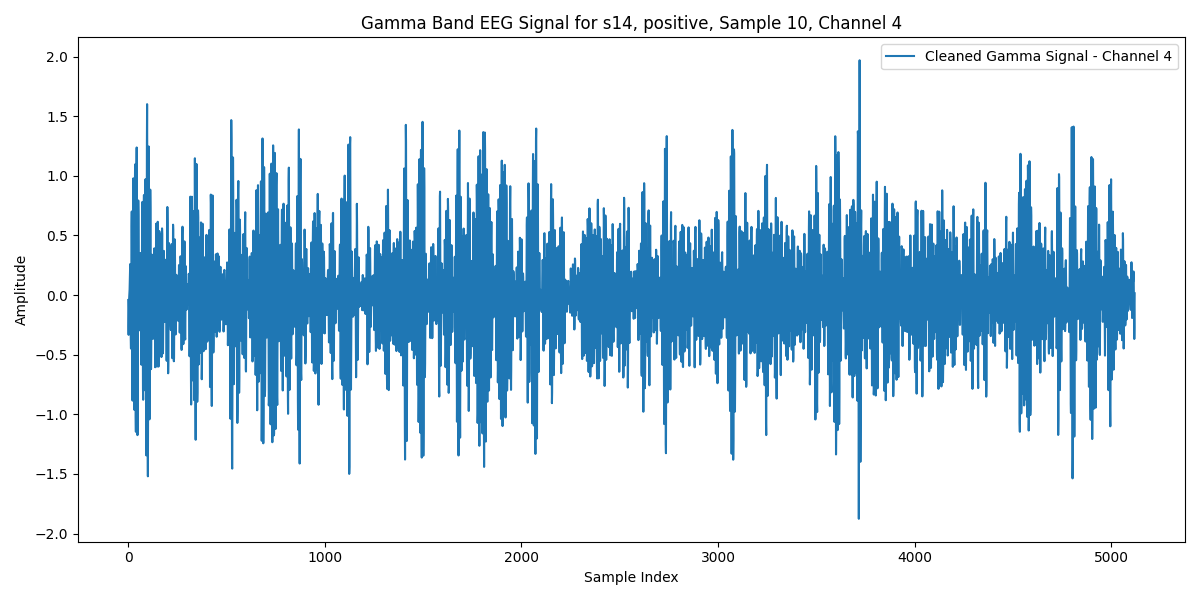 Gamma Band EEG Signal for s14, positive, Sample 10, Channel 4
Cleaned Gamma Signal - Channel 4
2.0
1.5
1.0
0.5
0.0
−0.5
−1.0
−1.5
−2.0
Amplitude
0 1000 2000 3000 4000 5000
Sample Index